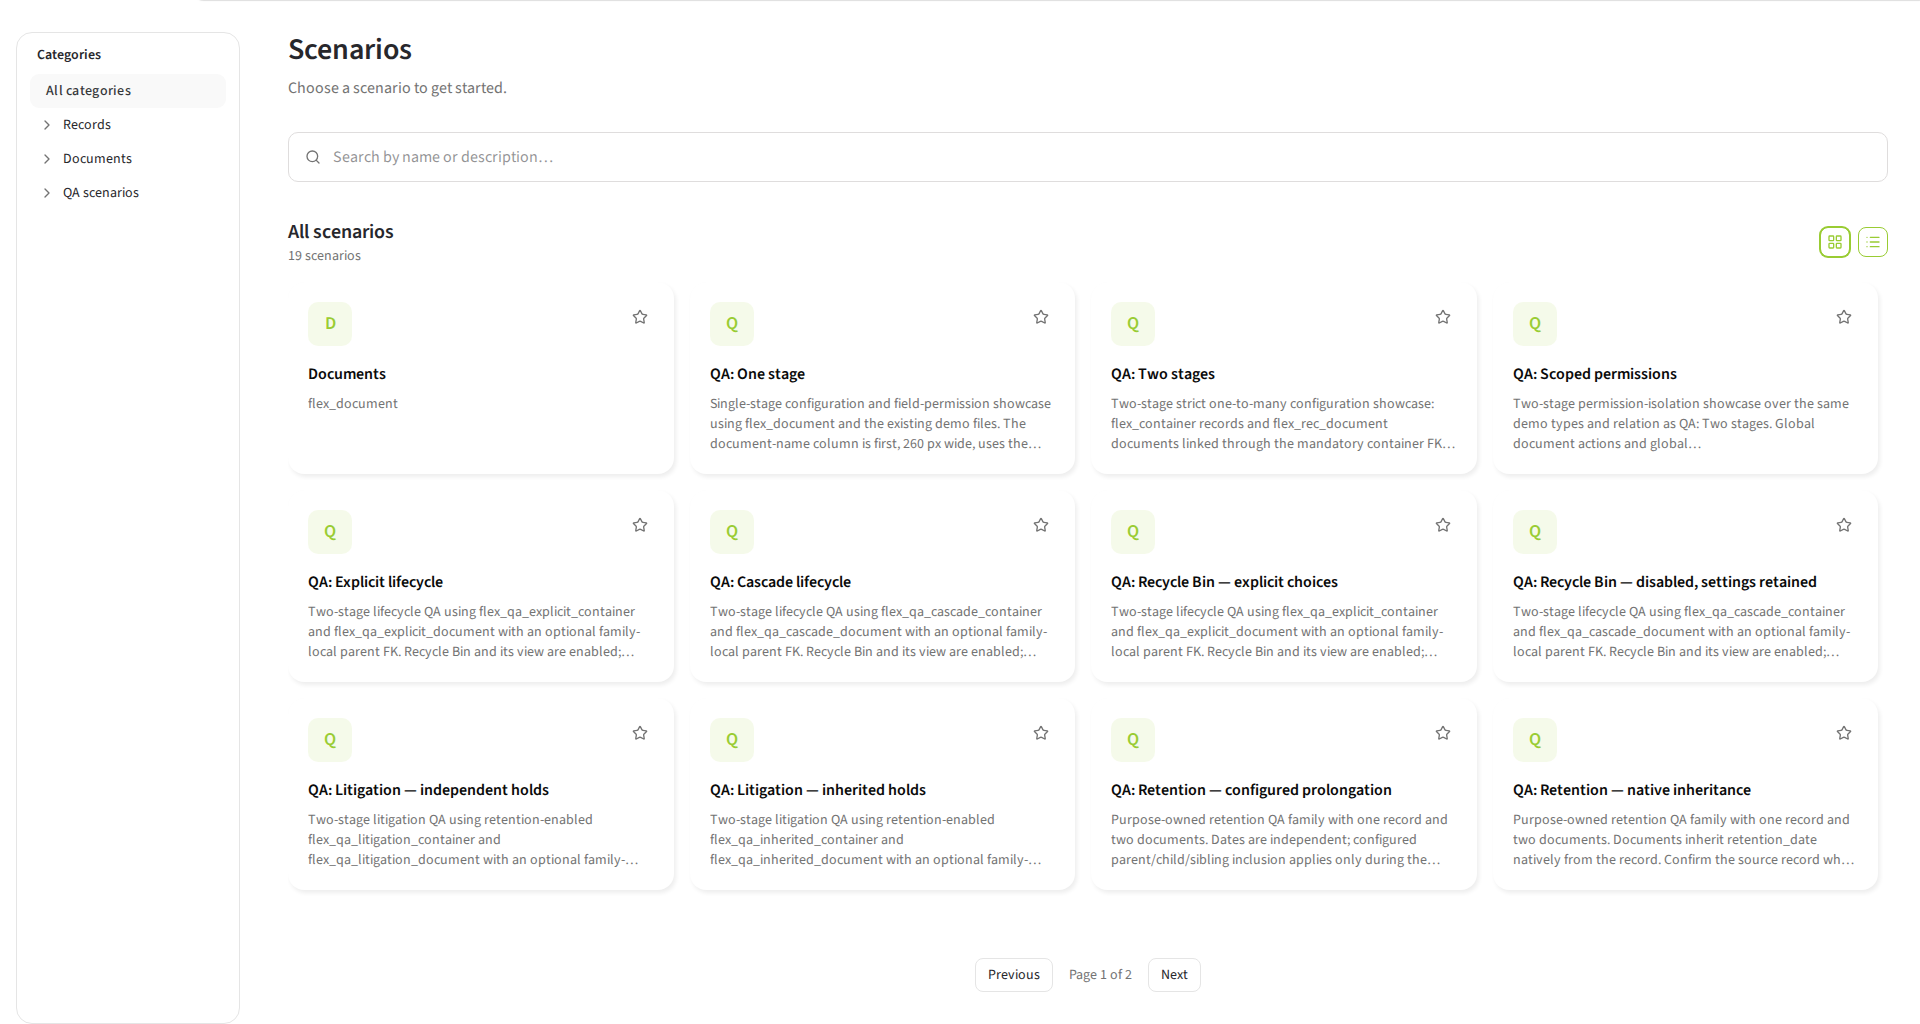 Categories
All categories
Records
Documents
QA scenarios
Scenarios
Choose a scenario to get started.
Search by name or description…
All scenarios
19 scenarios
D
Documents
flex_document
Q
QA: One stage
Single-stage configuration and field-permission showcase
using flex_document and the existing demo files. The
document-name column is first, 260 px wide, uses the…
Q
QA: Two stages
Two-stage strict one-to-many configuration showcase:
flex_container records and flex_rec_document
documents linked through the mandatory container FK…
Q
QA: Scoped permissions
Two-stage permission-isolation showcase over the same
demo types and relation as QA: Two stages. Global
document actions and global…
Q
QA: Explicit lifecycle
Two-stage lifecycle QA using flex_qa_explicit_container
and flex_qa_explicit_document with an optional family-
local parent FK. Recycle Bin and its view are enabled;…
Q
QA: Cascade lifecycle
Two-stage lifecycle QA using flex_qa_cascade_container
and flex_qa_cascade_document with an optional family-
local parent FK. Recycle Bin and its view are enabled;…
Q
QA: Recycle Bin — explicit choices
Two-stage lifecycle QA using flex_qa_explicit_container
and flex_qa_explicit_document with an optional family-
local parent FK. Recycle Bin and its view are enabled;…
Q
QA: Recycle Bin — disabled, settings retained
Two-stage lifecycle QA using flex_qa_cascade_container
and flex_qa_cascade_document with an optional family-
local parent FK. Recycle Bin and its view are enabled;…
Q
QA: Litigation — independent holds
Two-stage litigation QA using retention-enabled
flex_qa_litigation_container and
flex_qa_litigation_document with an optional family-…
Q
QA: Litigation — inherited holds
Two-stage litigation QA using retention-enabled
flex_qa_inherited_container and
flex_qa_inherited_document with an optional family-…
Q
QA: Retention — configured prolongation
Purpose-owned retention QA family with one record and
two documents. Dates are independent; configured
parent/child/sibling inclusion applies only during the…
Q
QA: Retention — native inheritance
Purpose-owned retention QA family with one record and
two documents. Documents inherit retention_date
natively from the record. Confirm the source record wh…
Previous
Page 1 of 2
Next